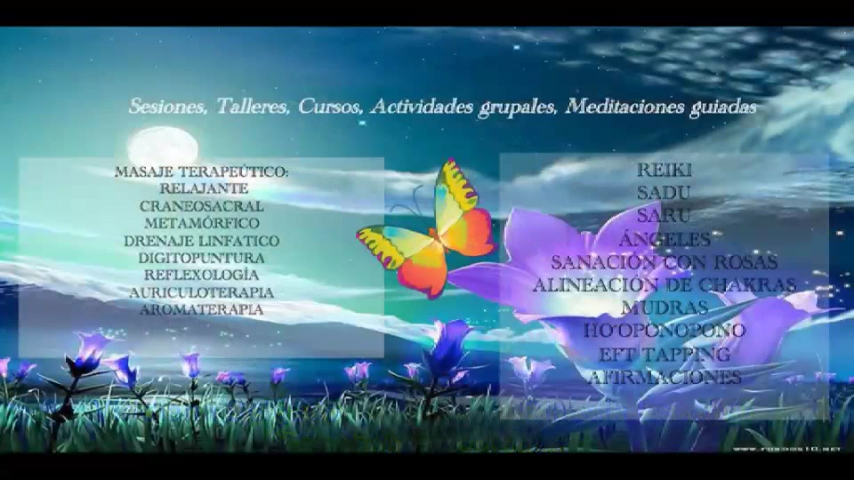 Sesiones, Talleres, Cursos, Actividades grupales, Meditaciones guiadas
MASAJE TERAPEÚTICO:
RELAJANTE
CRANEOSACRAL
METAMÓRFICO
DRENAJE LINFATICO
DIGITOPUNTURA
REFLEXOLOGÍA
AURICULOTERAPIA
AROMATERAPIA
REIKI
SADU
SARU
ÁNGELES
SANACIÓN CON ROSAS
ALINEACIÓN DE CHAKRAS
MUDRAS
HO'OPONOPONO
EFT TAPPING
AFIRMACIONES